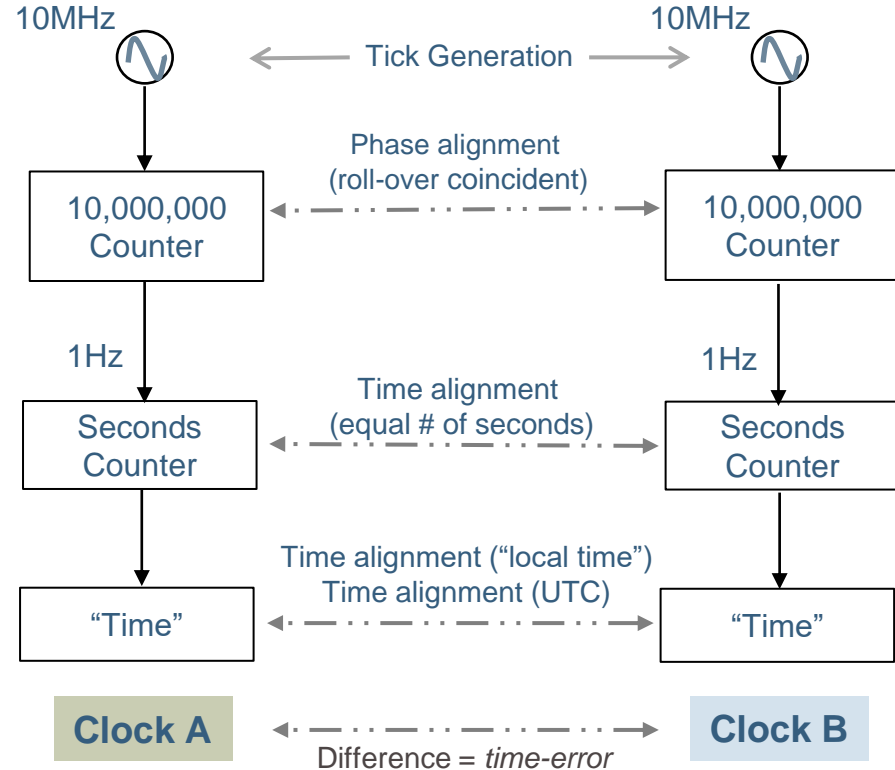 10MHz
10MHz
Tick Generation
Phase alignment
(roll-over coincident)
10,000,000
Counter
10,000,000
Counter
1Hz
1Hz
Time alignment
(equal # of seconds)
Seconds
Counter
Seconds
Counter
Time alignment (“local time”)
Time alignment (UTC)
“Time”
“Time”
Clock A
Clock B
Difference = time-error